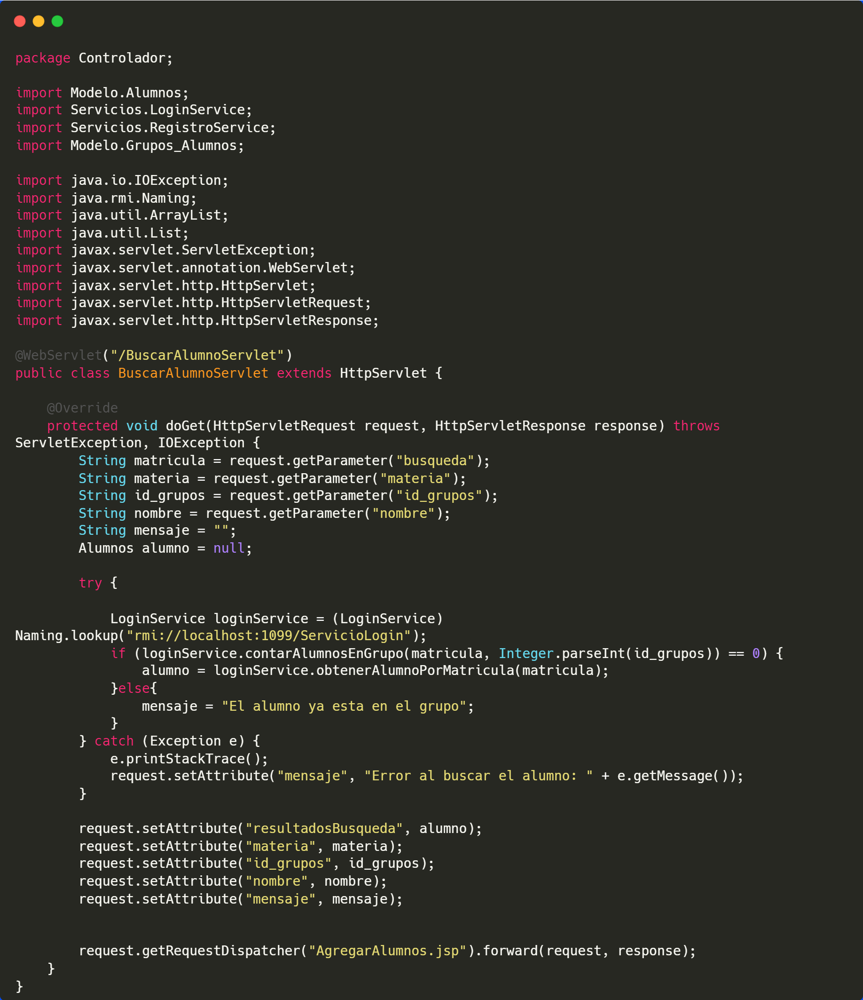 package Controlador;

import Modelo.Alumnos;
import Servicios.LoginService;
import Servicios.RegistroService;
import Modelo.Grupos_Alumnos;

import java.io.IOException;
import java.rmi.Naming;
import java.util.ArrayList;
import java.util.List;
import javax.servlet.ServletException;
import javax.servlet.annotation.WebServlet;
import javax.servlet.http.HttpServlet;
import javax.servlet.http.HttpServletRequest;
import javax.servlet.http.HttpServletResponse;

@WebServlet("/BuscarAlumnoServlet")
public class BuscarAlumnoServlet extends HttpServlet {

    @Override
    protected void doGet(HttpServletRequest request, HttpServletResponse response) throws
ServletException, IOException {
        String matricula = request.getParameter("busqueda");
        String materia = request.getParameter("materia");
        String id_grupos = request.getParameter("id_grupos");
        String nombre = request.getParameter("nombre");
        String mensaje = "";
        Alumnos alumno = null;

        try {

            LoginService loginService = (LoginService)
Naming.lookup("rmi://localhost:1099/ServicioLogin");
            if (loginService.contarAlumnosEnGrupo(matricula, Integer.parseInt(id_grupos)) == 0) {
                alumno = loginService.obtenerAlumnoPorMatricula(matricula);
            }else{
                mensaje = "El alumno ya esta en el grupo";
            }
        } catch (Exception e) {
            e.printStackTrace();
            request.setAttribute("mensaje", "Error al buscar el alumno: " + e.getMessage());
        }

        request.setAttribute("resultadosBusqueda", alumno);
        request.setAttribute("materia", materia);
        request.setAttribute("id_grupos", id_grupos);
        request.setAttribute("nombre", nombre);
        request.setAttribute("mensaje", mensaje);


        request.getRequestDispatcher("AgregarAlumnos.jsp").forward(request, response);
    }
}